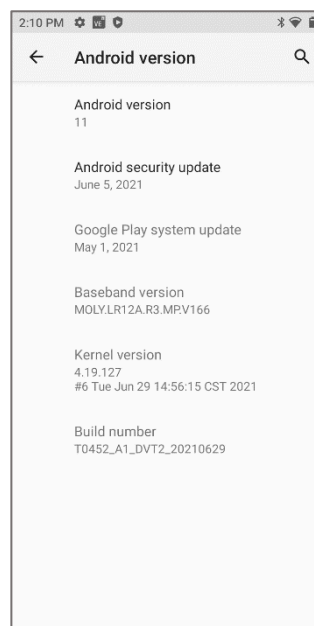 2:10 PM
Android version
Android version
11
Android security update
June 5, 2021
Google Play system update
May 1, 2021
Baseband version
MOLY.LR12A.R3.MP.V166
Kernel version
4.19.127
#6 Tue Jun 29 14:56:15 CST 2021
Build number
T0452_A1_DVT2_20210629